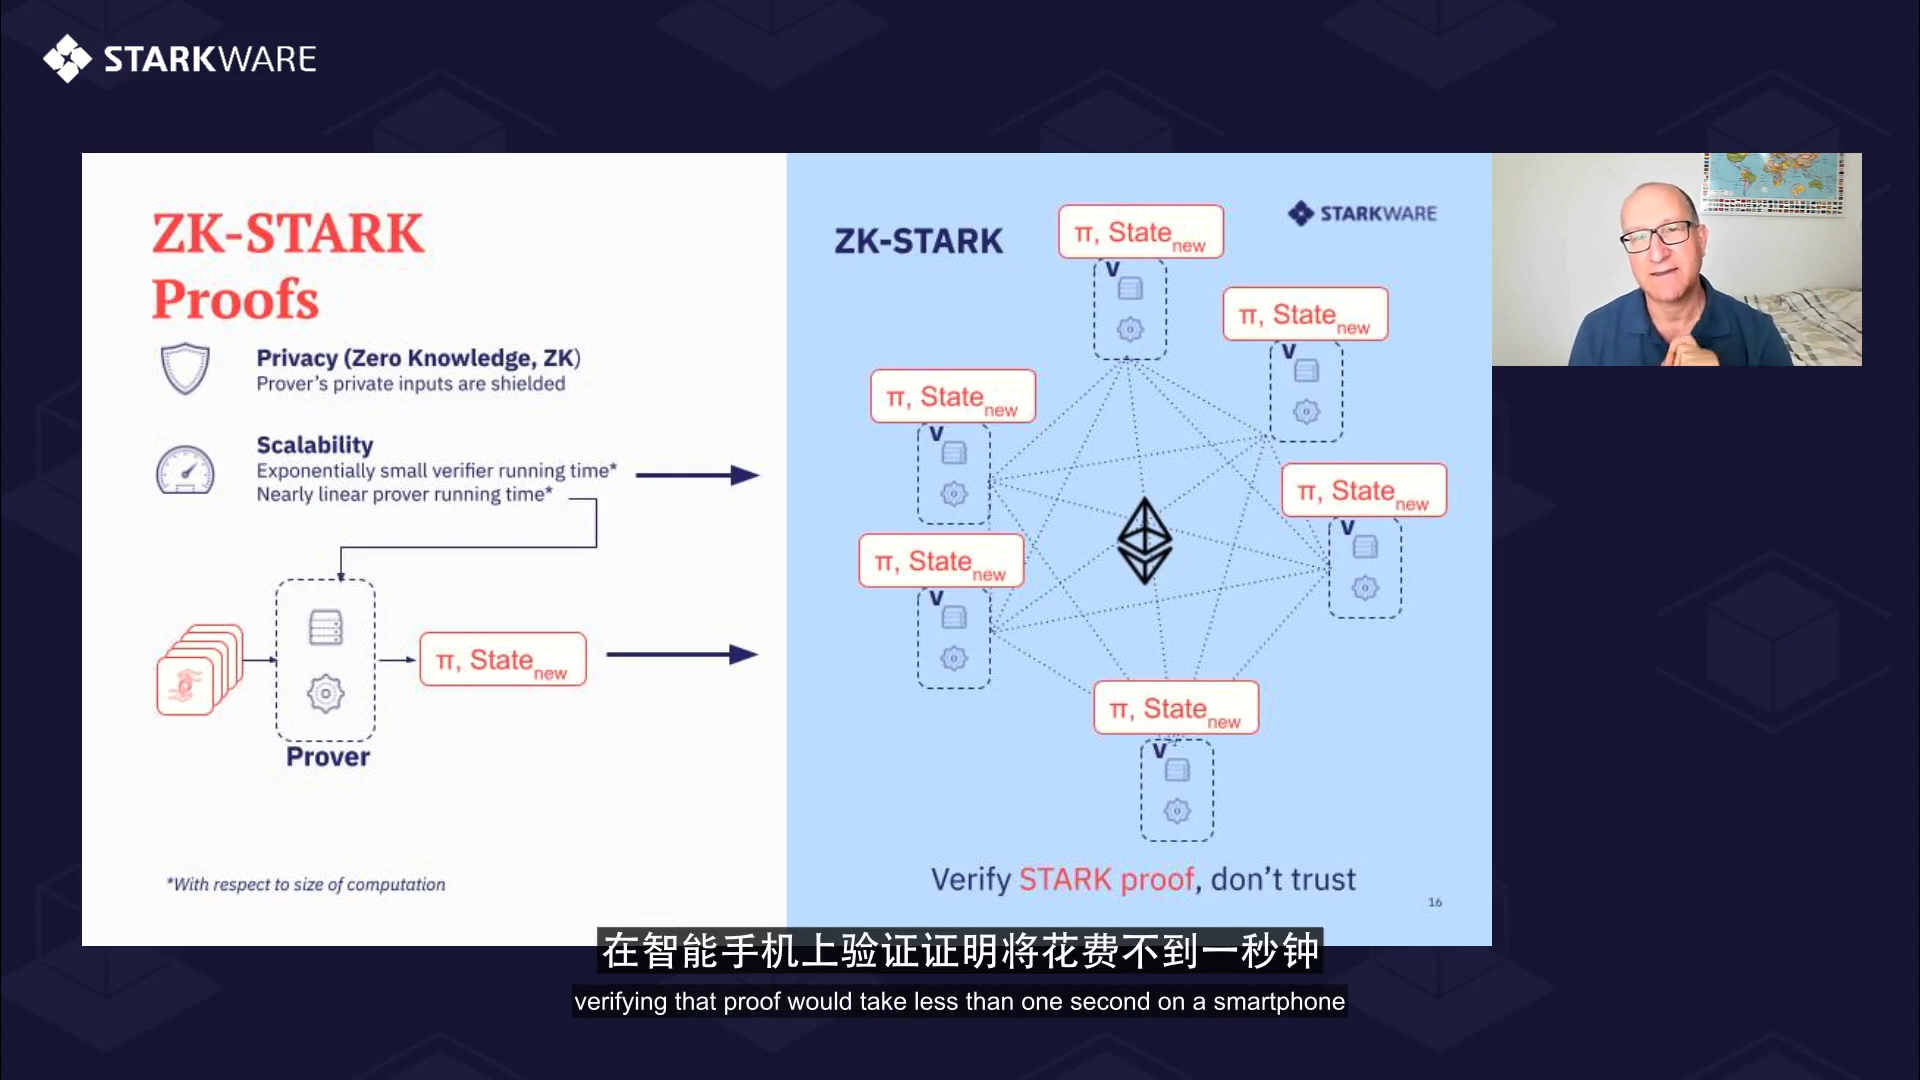 STARKWARE
ZK-STARK
Proofs
Privacy (Zero Knowledge, ZK)
Prover's private inputs are shielded
Scalability
Exponentially small verifier running time*
Nearly linear prover running time*
π, State new
Prover
*With respect to size of computation
ZK-STARK
STARKWARE
π, State new
V
π, State new
V
π, State new
V
π, State new
V
π, State new
V
π, State new
V
Verify STARK proof, don't trust
16
在智能手机上验证证明将花费不到一秒钟
verifying that proof would take less than one second on a smartphone